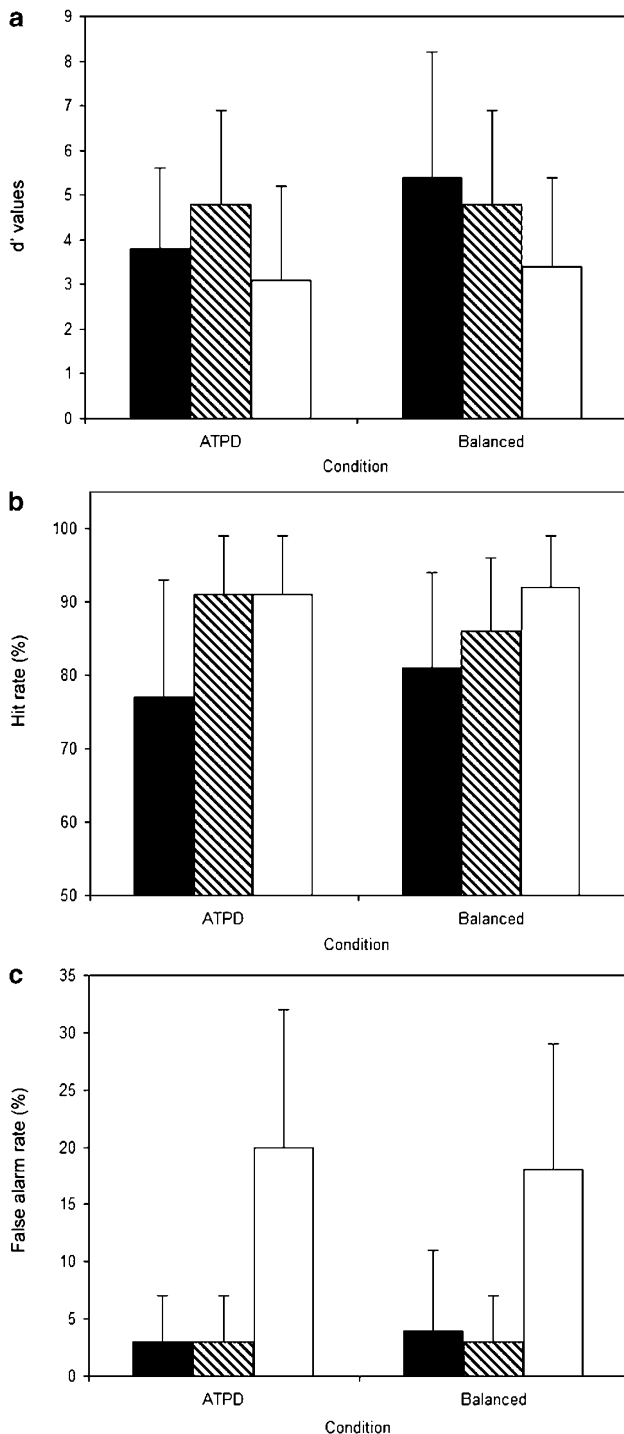 a
9
8
7
6
5
4
3
2
1
0
d' values
ATPD
Balanced
Condition
b
100
90
80
70
60
50
Hit rate (%)
ATPD
Balanced
Condition
c
35
30
25
20
15
10
5
0
False alarm rate (%)
ATPD
Balanced
Condition